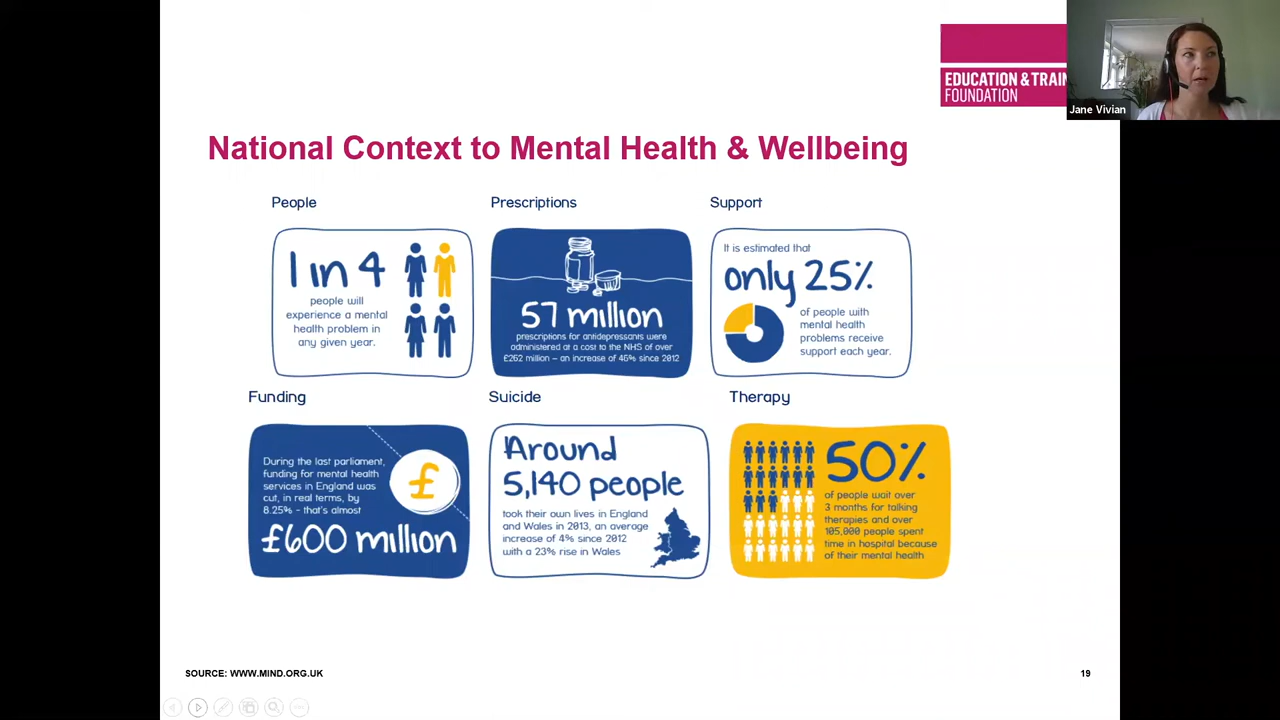 EDUCATION & TRAIN
FOUNDATION
Jane Vivian
National Context to Mental Health & Wellbeing
People
1 in 4
people will
experience a mental
health problem in
any given year.
Prescriptions
57 million
prescriptions for antidepressants were
administered at a cost to the NHS of over
£262 million – an increase of 46% since 2012
Support
It is estimated that
only 25%
of people with
mental health
problems receive
support each year.
Funding
During the last parliament,
funding for mental health
services in England was
cut, in real terms, by
8.25% – that's almost
£
£600 million
Suicide
Around
5,140 people
took their own lives in England
and Wales in 2013, an average
increase of 4% since 2012
with a 23% rise in Wales
Therapy
50%
of people wait over
3 months for talking
therapies and over
105,000 people spent
time in hospital because
of their mental health
SOURCE: WWW.MIND.ORG.UK
19